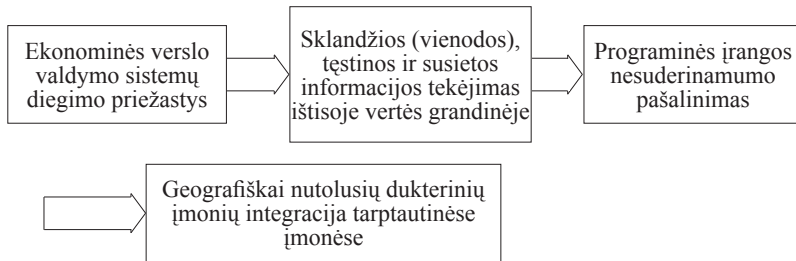 Ekonominės verslo
valdymo sistemų
diegimo priežastys
Sklandžios (vienodos),
tęstinos ir susietos
informacijos tekėjimas
ištisoje vertės grandinėje
Programinės įrangos
nesuderinamumo
pašalinimas
Geografiškai nutolusių dukterinių
įmonių integracija tarptautinėse
įmonėse